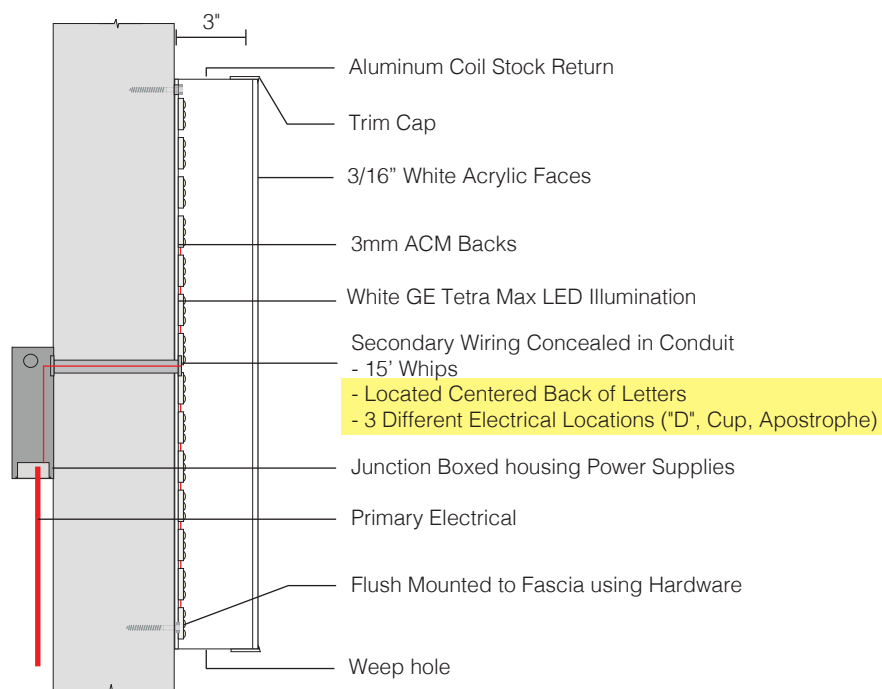 3"
Aluminum Coil Stock Return
Trim Cap
3/16” White Acrylic Faces
3mm ACM Backs
White GE Tetra Max LED Illumination
Secondary Wiring Concealed in Conduit
- 15’ Whips
- Located Centered Back of Letters
- 3 Different Electrical Locations ("D", Cup, Apostrophe)
Junction Boxed housing Power Supplies
Primary Electrical
Flush Mounted to Fascia using Hardware
Weep hole